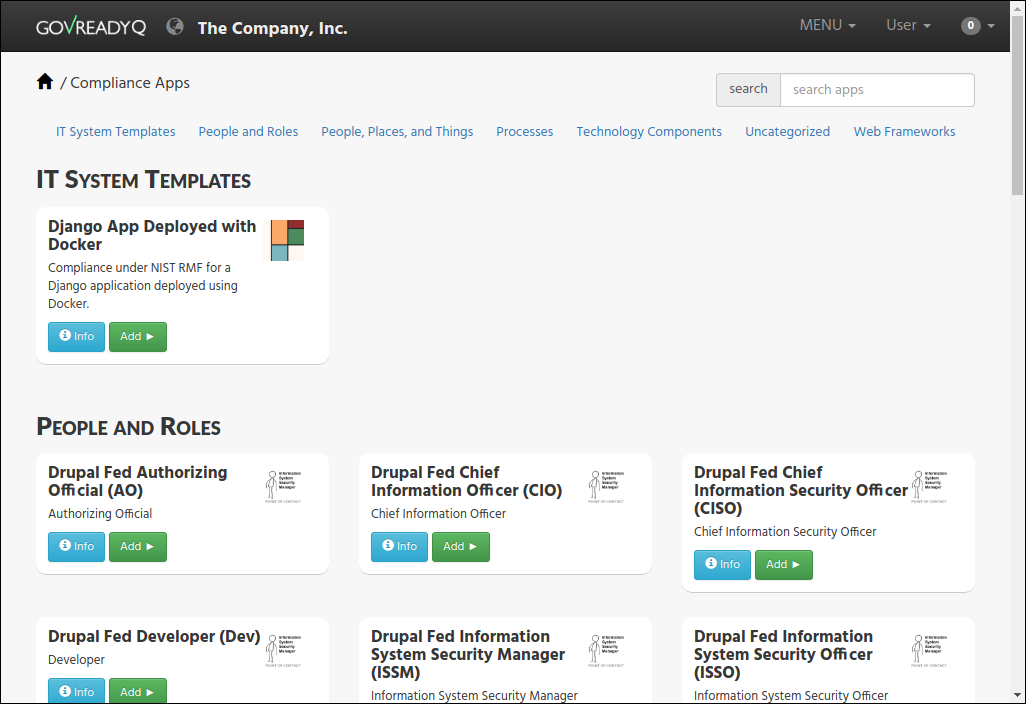 GOVREADYQ The Company, Inc. MENU User 0
/ Compliance Apps search search apps
IT System Templates People and Roles People, Places, and Things Processes Technology Components Uncategorized Web Frameworks
IT System Templates
Django App Deployed with
Docker
Compliance under NIST RMF for a
Django application deployed using
Docker.
Info Add ►
People and Roles
Drupal Fed Authorizing
Official (AO)
Authorizing Official
Info Add ►
Information
System
Security
Manager
POINT OF CONTACT
Drupal Fed Chief
Information Officer (CIO)
Chief Information Officer
Info Add ►
Information
System
Security
Manager
POINT OF CONTACT
Drupal Fed Chief
Information Security Officer
(CISO)
Chief Information Security Officer
Info Add ►
Information
System
Security
Manager
POINT OF CONTACT
Drupal Fed Developer (Dev)
Developer
Info Add ►
Information
System
Security
Manager
POINT OF CONTACT
Drupal Fed Information
System Security Manager
(ISSM)
Information System Security Manager
Information
System
Security
Manager
POINT OF CONTACT
Drupal Fed Information
System Security Officer
(ISSO)
Information System Security Officer
Information
System
Security
Manager
POINT OF CONTACT